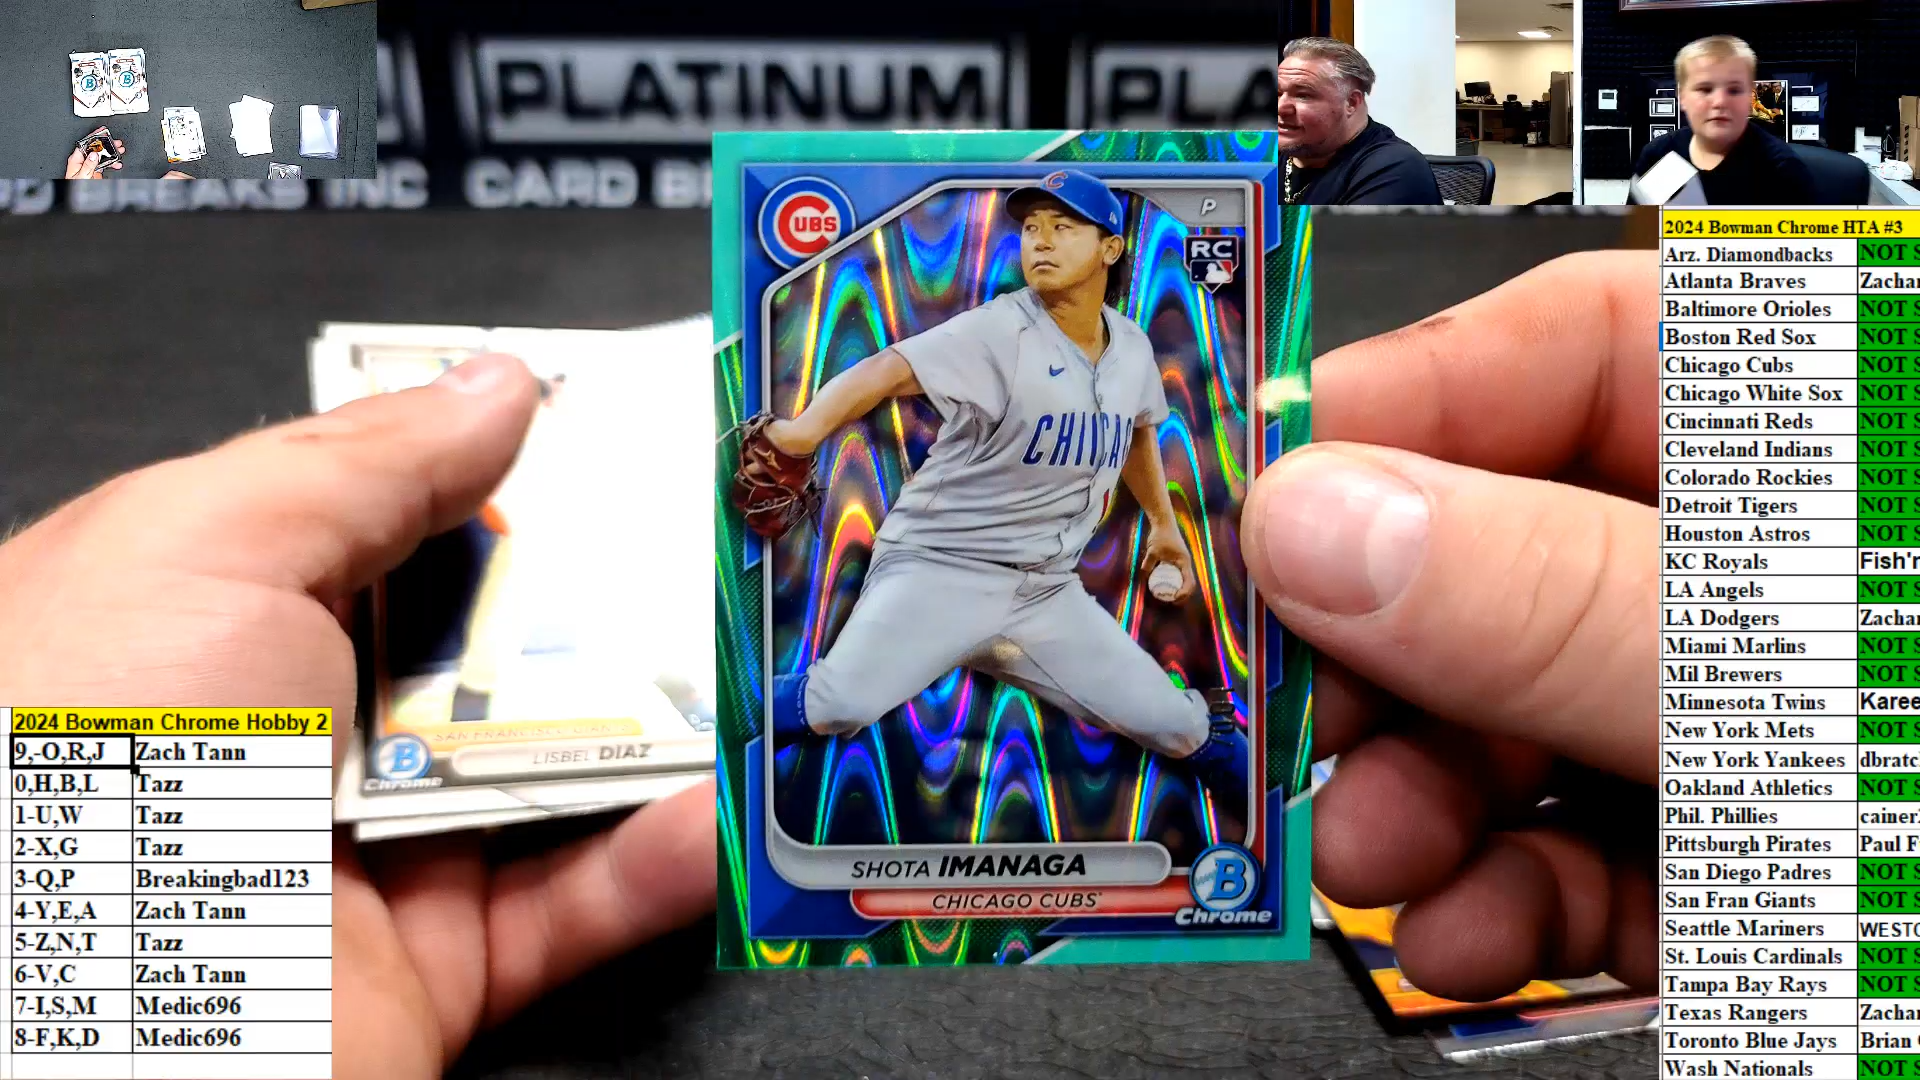 PLATINUM
PLA
RD BREAKS INC
CARD B
CUBS
P
RC
CHICAG
SHOTA IMANAGA
CHICAGO CUBS
B
Chrome
SAN FRANCISCO GIANTS
LISBEL DIAZ
B
Chrome
2024 Bowman Chrome Hobby 2
9,-O,R,J Zach Tann
0,H,B,L Tazz
1-U,W Tazz
2-X,G Tazz
3-Q,P Breakingbad123
4-Y,E,A Zach Tann
5-Z,N,T Tazz
6-V,C Zach Tann
7-I,S,M Medic696
8-F,K,D Medic696
2024 Bowman Chrome HTA #3
Arz. Diamondbacks NOT S
Atlanta Braves Zachar
Baltimore Orioles NOT S
Boston Red Sox NOT S
Chicago Cubs NOT S
Chicago White Sox NOT S
Cincinnati Reds NOT S
Cleveland Indians NOT S
Colorado Rockies NOT S
Detroit Tigers NOT S
Houston Astros NOT S
KC Royals Fish'n
LA Angels NOT S
LA Dodgers Zachar
Miami Marlins NOT S
Mil Brewers NOT S
Minnesota Twins Karee
New York Mets NOT S
New York Yankees dbratc
Oakland Athletics NOT S
Phil. Phillies cainer
Pittsburgh Pirates Paul F
San Diego Padres NOT S
San Fran Giants NOT S
Seattle Mariners WESTC
St. Louis Cardinals NOT S
Tampa Bay Rays NOT S
Texas Rangers Zachar
Toronto Blue Jays Brian
Wash Nationals NOT S